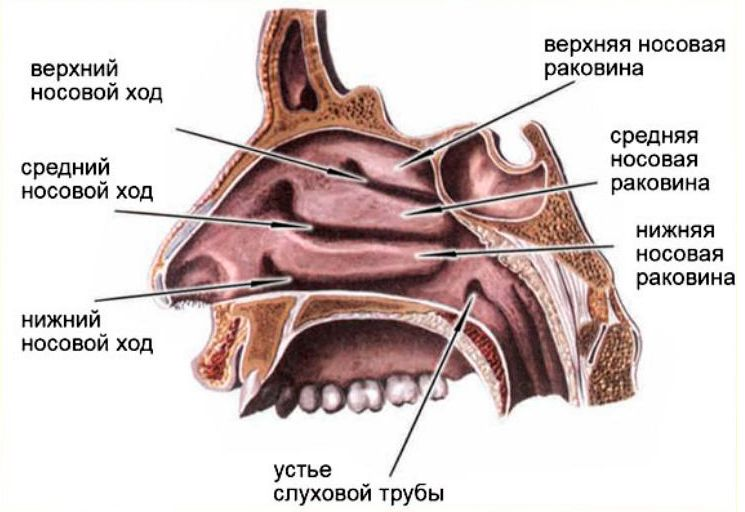 верхняя носовая
раковина
верхний
носовой ход
средняя
носовая
раковина
средний
носовой ход
нижняя
носовая
раковина
нижний
носовой ход
устье
слуховой трубы